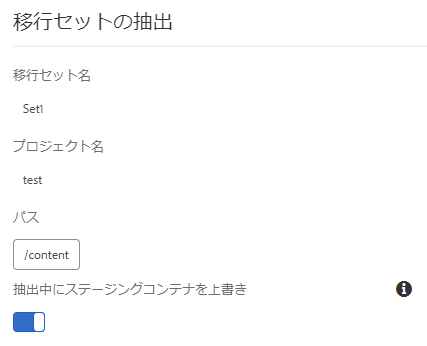 移行セットの抽出
移行セット名
Set1
プロジェクト名
test
パス
/content
抽出中にステージングコンテナを上書き